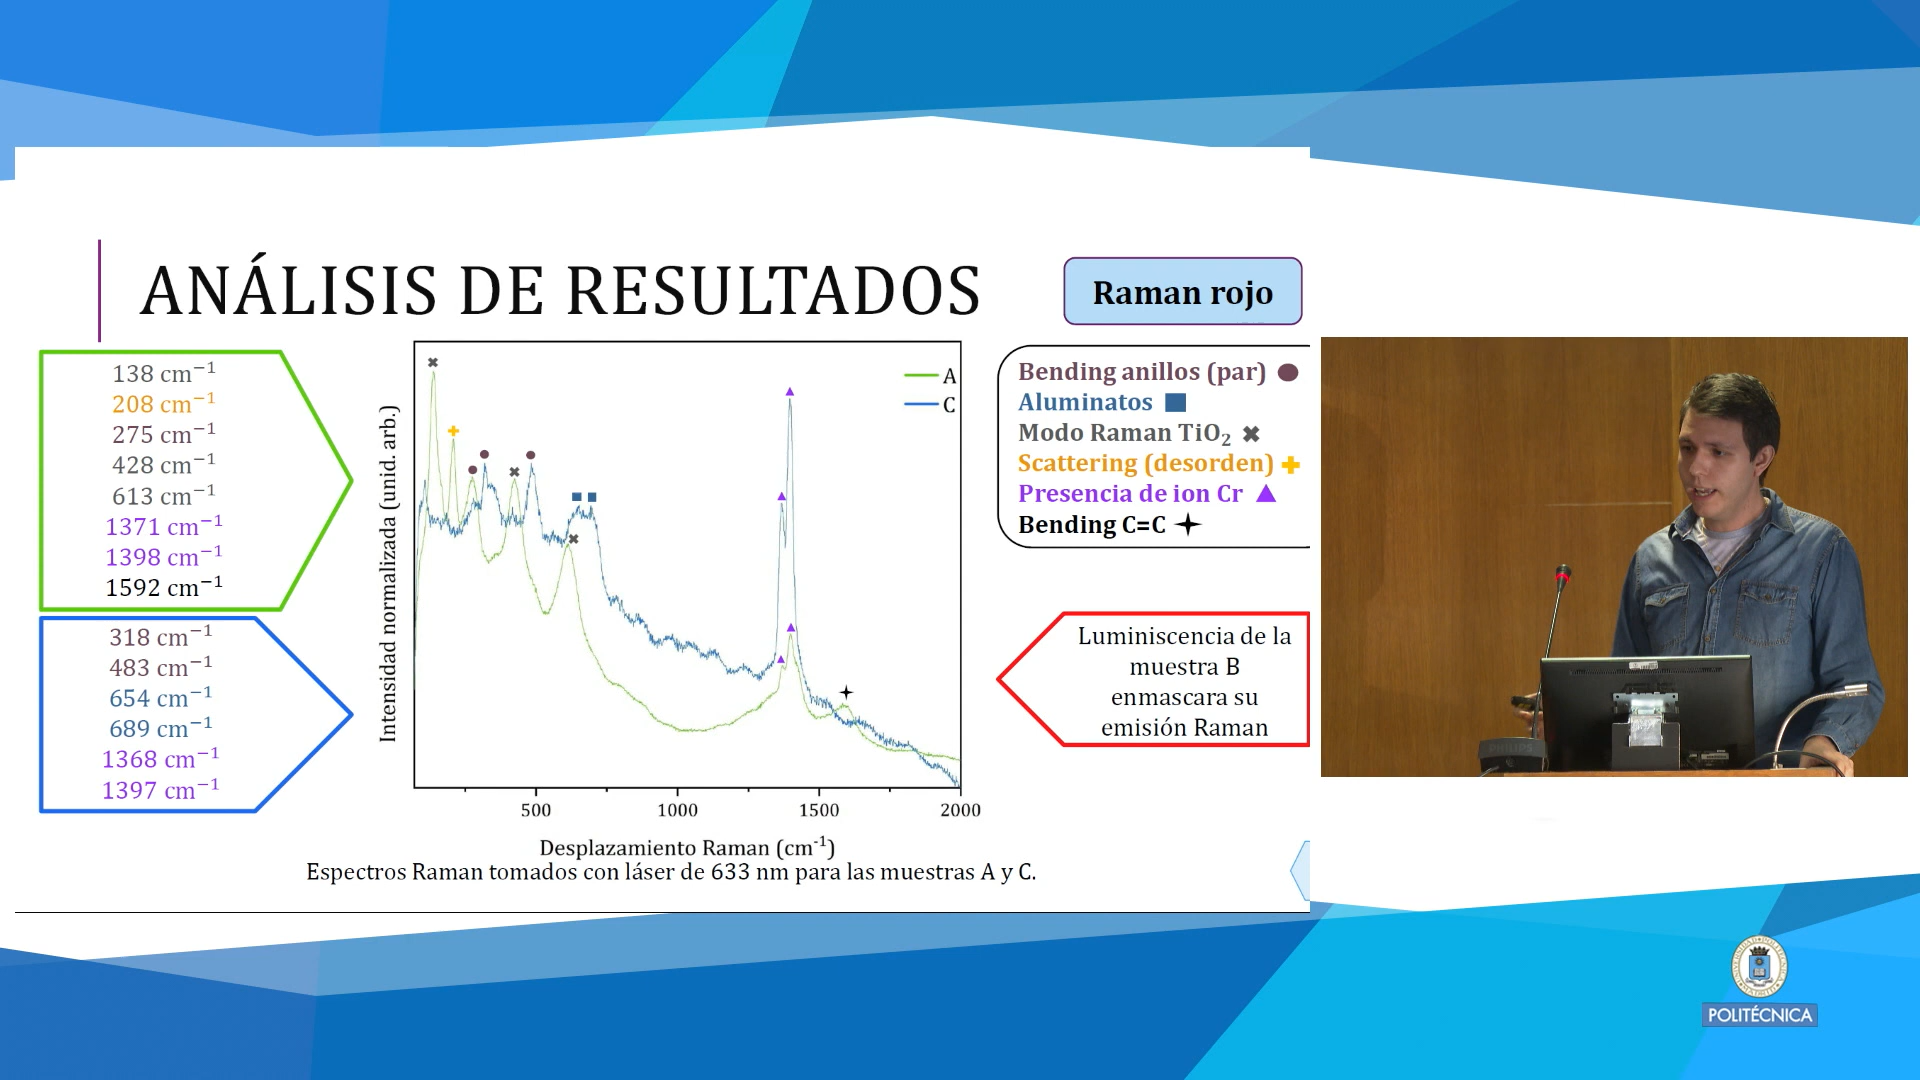 ANÁLISIS DE RESULTADOS
Raman rojo
138 cm⁻¹
208 cm⁻¹
275 cm⁻¹
428 cm⁻¹
613 cm⁻¹
1371 cm⁻¹
1398 cm⁻¹
1592 cm⁻¹
318 cm⁻¹
483 cm⁻¹
654 cm⁻¹
689 cm⁻¹
1368 cm⁻¹
1397 cm⁻¹
Intensidad normalizada (unid. arb.)
A
C
500 1000 1500 2000
Desplazamiento Raman (cm⁻¹)
Espectros Raman tomados con láser de 633 nm para las muestras A y C.
Bending anillos (par)
Aluminatos
Modo Raman TiO₂
Scattering (desorden)
Presencia de ion Cr
Bending C=C
Luminiscencia de la
muestra B
enmascara su
emisión Raman
PHILIPS
POLITÉCNICA